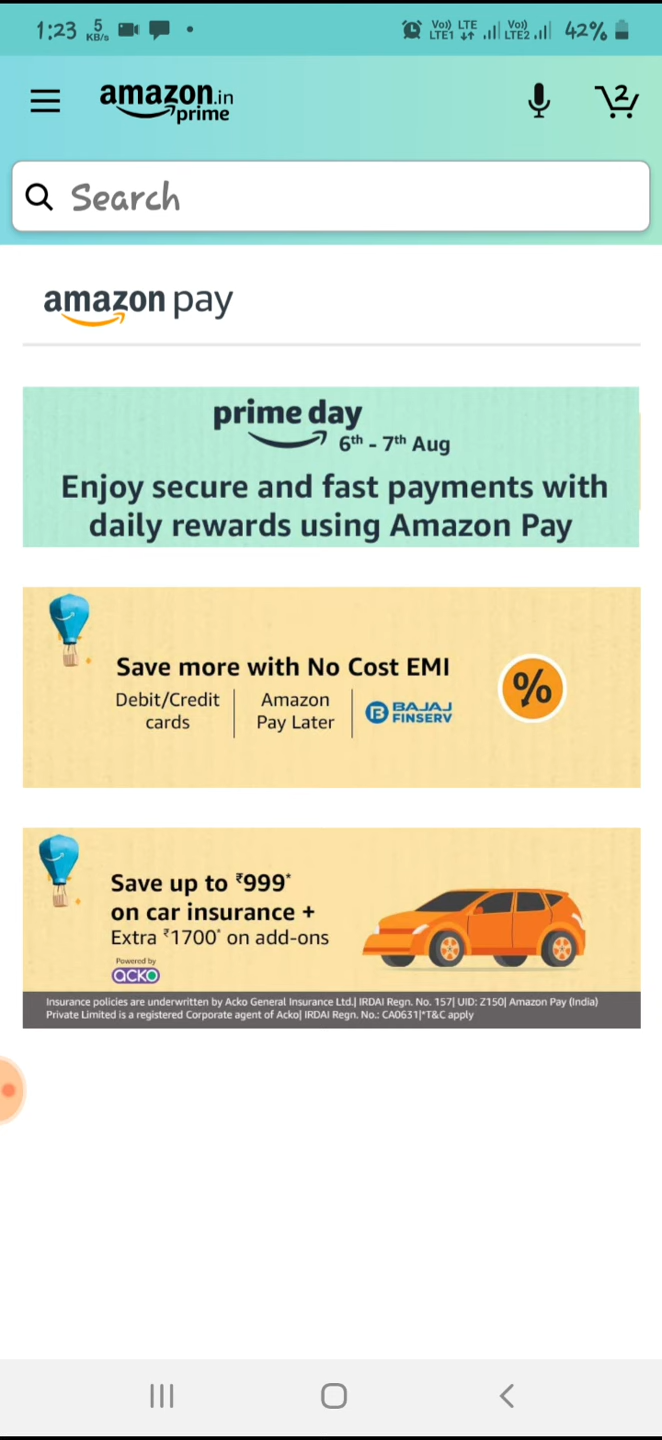 1:23 5 KB/s Vo)) LTE LTE1 Vo)) LTE2 42%
amazon.in
prime
2
Search
amazon pay
prime day
6th - 7th Aug
Enjoy secure and fast payments with
daily rewards using Amazon Pay
Save more with No Cost EMI
Debit/Credit cards
Amazon Pay Later
BAJAJ FINSERV
%
Save up to ₹999*
on car insurance +
Extra ₹1700* on add-ons
Powered by
acko
Insurance policies are underwritten by Acko General Insurance Ltd.| IRDAI Regn. No. 157| UID: Z150| Amazon Pay (India)
Private Limited is a registered Corporate agent of Acko| IRDAI Regn. No.: CA0631|*T&C apply